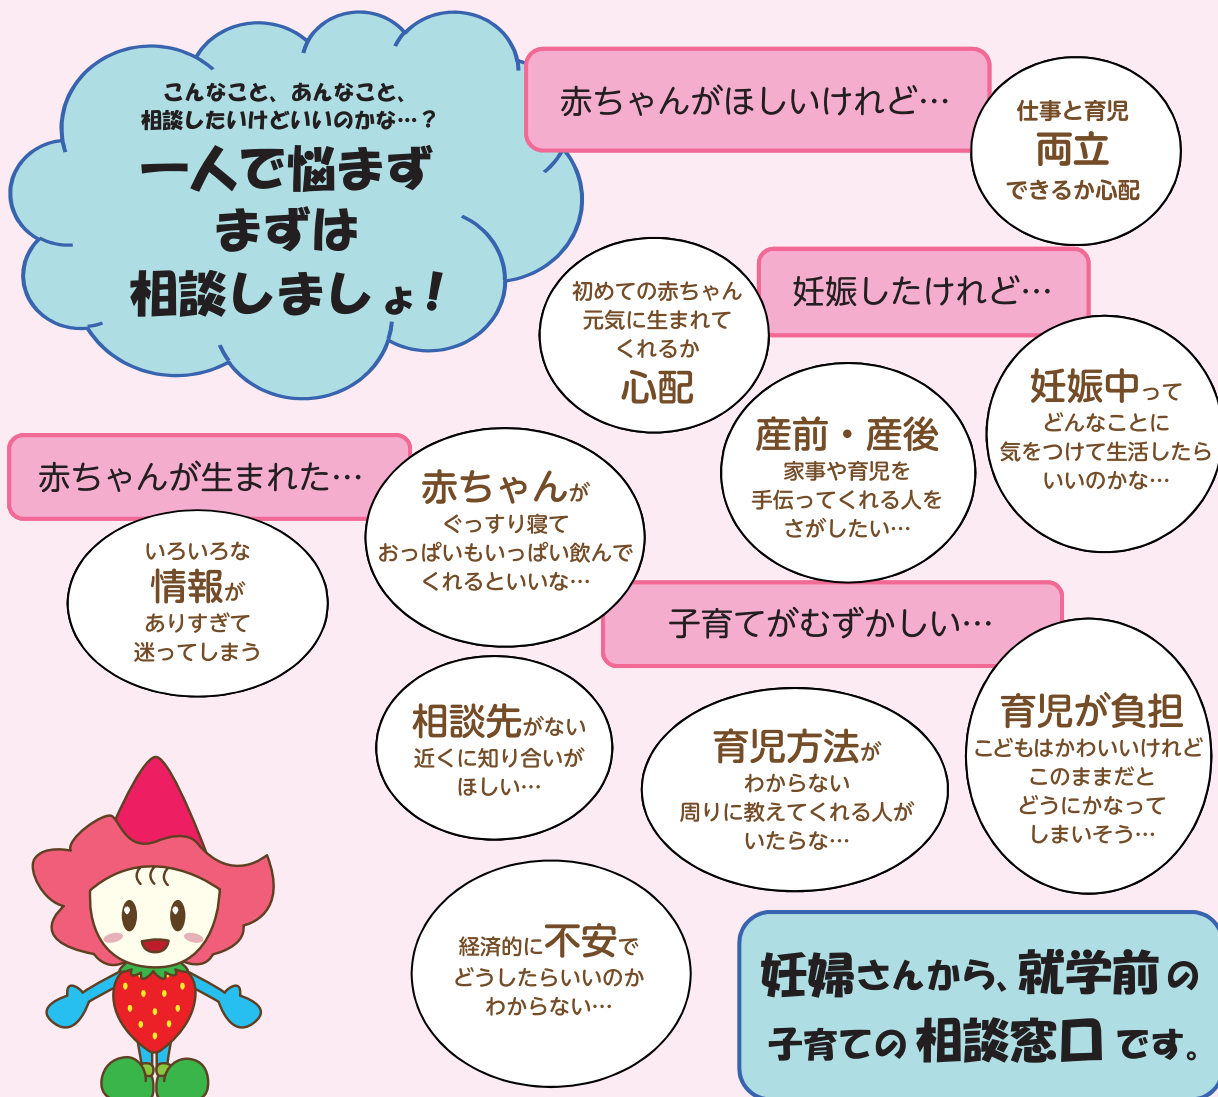 こんなこと、あんなこと、
相談したいけどいいのかな…？
一人で悩まず
まずは
相談しましょ！
赤ちゃんがほしいけれど…
仕事と育児
両立
できるか心配
妊娠したけれど…
初めての赤ちゃん
元気に生まれて
くれるか
心配
産前・産後
家事や育児を
手伝ってくれる人を
さがしたい…
妊娠中って
どんなことに
気をつけて生活したら
いいのかな…
赤ちゃんが生まれた…
赤ちゃんが
ぐっすり寝て
おっぱいもいっぱい飲んで
くれるといいな…
いろいろな
情報が
ありすぎて
迷ってしまう
子育てがむずかしい…
相談先がない
近くに知り合いが
ほしい…
育児方法が
わからない
周りに教えてくれる人が
いたらな…
育児が負担
こどもはかわいいけれど
このままだと
どうにかなって
しまいそう…
経済的に不安で
どうしたらいいのか
わからない…
妊婦さんから、就学前の
子育ての相談窓口です。